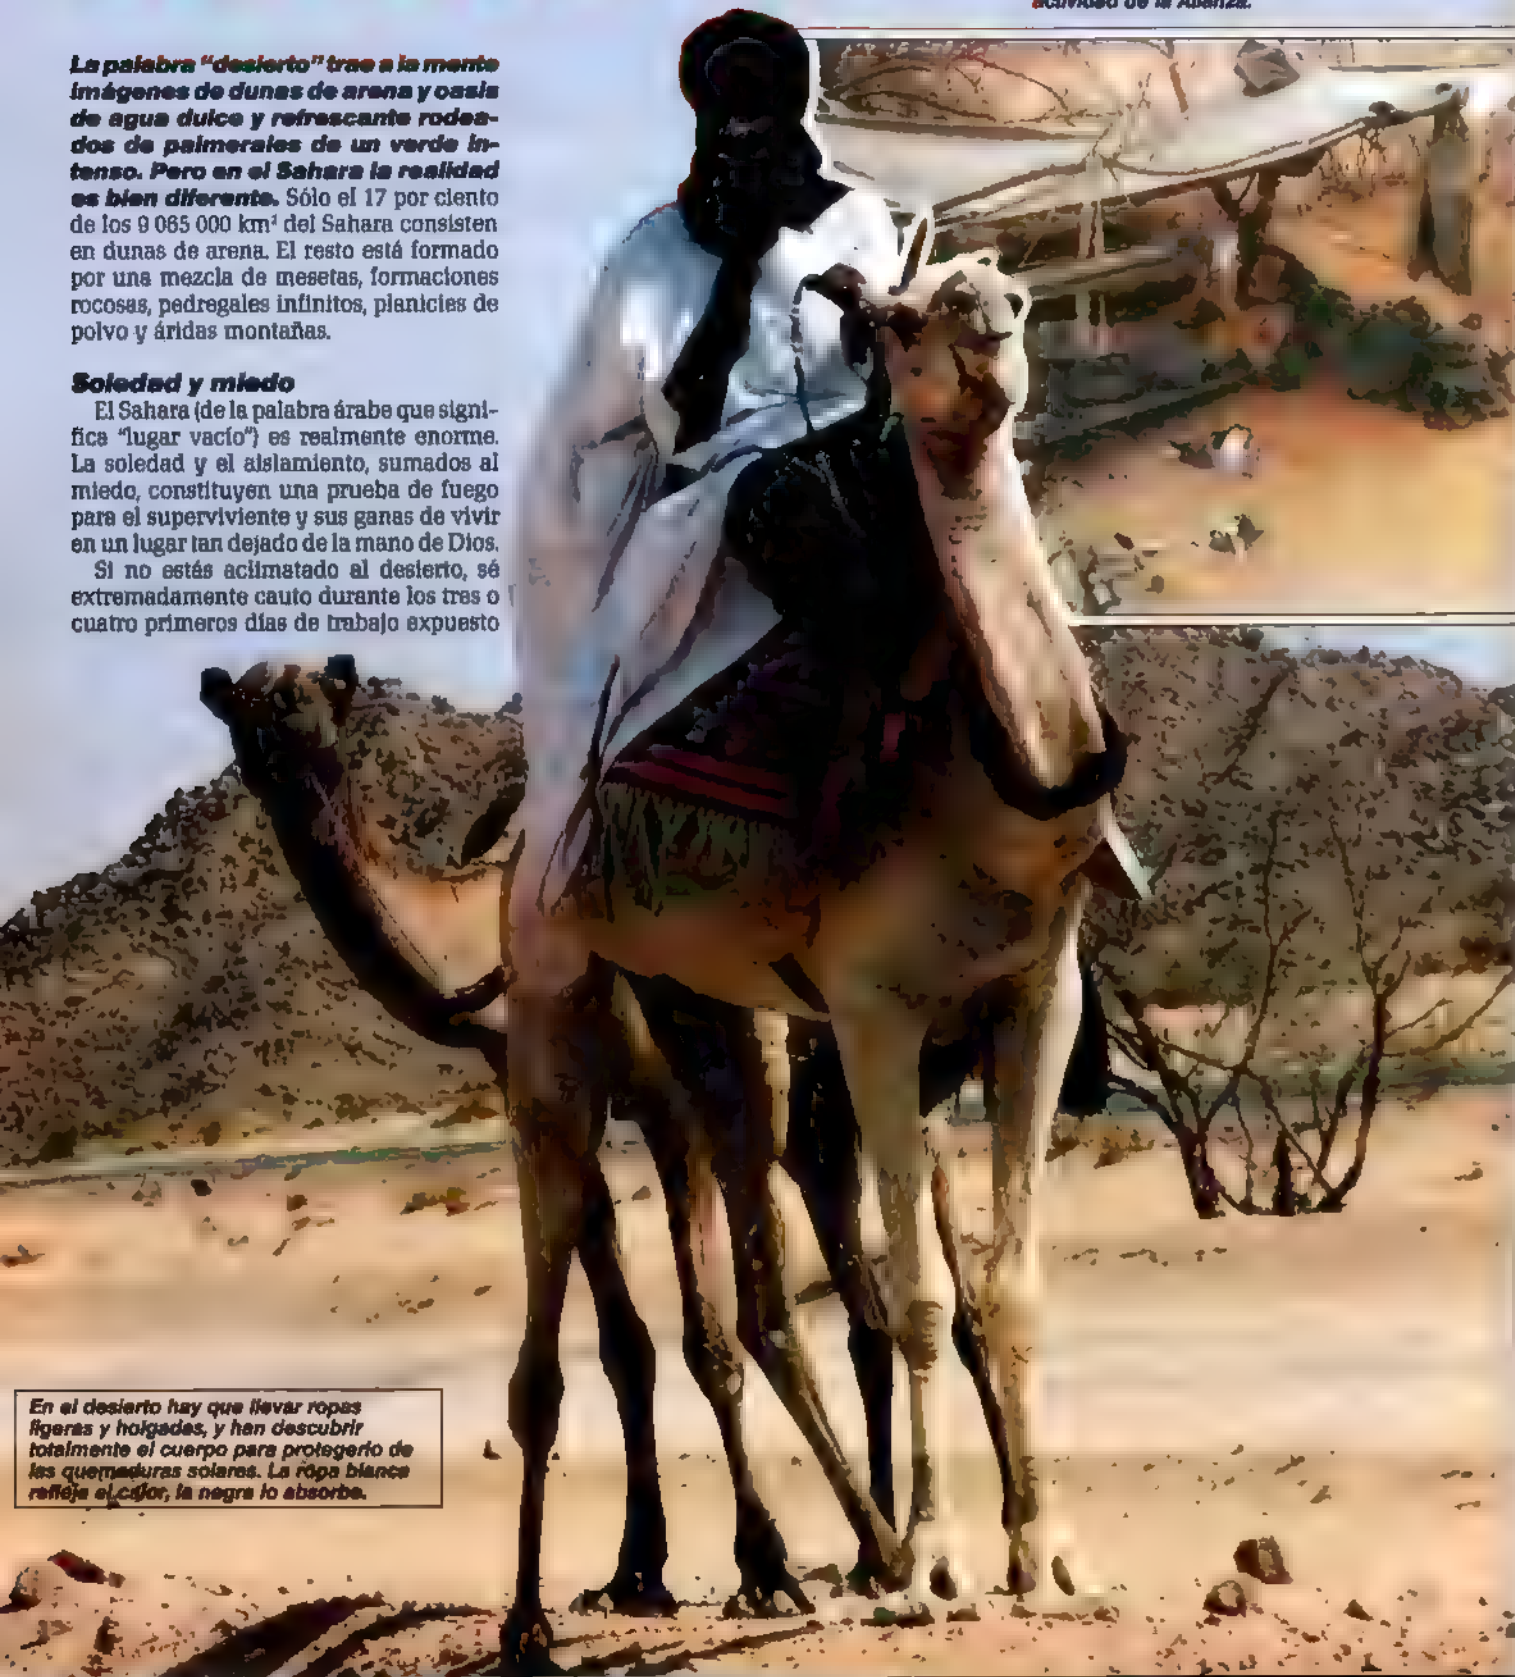 actividad de la Alianza.
La palabra "desierto" trae a la mente
imágenes de dunas de arena y oasis
de agua dulce y refrescante rodea-
dos de palmerales de un verde in-
tenso. Pero en el Sahara la realidad
es bien diferente. Sólo el 17 por ciento
de los 9 065 000 km² del Sahara consisten
en dunas de arena. El resto está formado
por una mezcla de mesetas, formaciones
rocosas, pedregales infinitos, planicies de
polvo y áridas montañas.
Soledad y miedo
El Sahara (de la palabra árabe que signi-
fica "lugar vacío") es realmente enorme.
La soledad y el aislamiento, sumados al
miedo, constituyen una prueba de fuego
para el superviviente y sus ganas de vivir
en un lugar tan dejado de la mano de Dios.
Si no estás aclimatado al desierto, sé
extremadamente cauto durante los tres o
cuatro primeros días de trabajo expuesto
En el desierto hay que llevar ropas
ligeras y holgadas, y han descubrir
totalmente el cuerpo para protegerlo de
las quemaduras solares. La ropa blanca
refleja el calor, la negra lo absorbe.